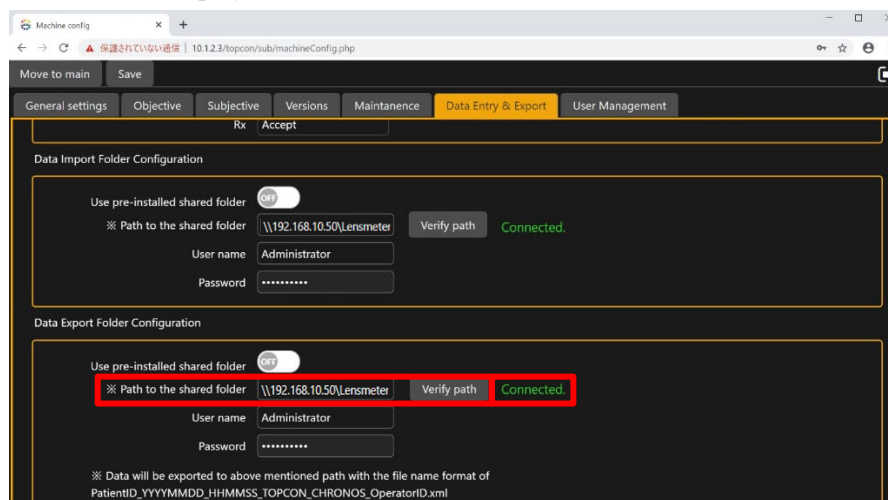 Machine config
保護されていない通信 | 10.1.2.3/topcon/sub/machineConfig.php
Move to main Save
General settings Objective Subjective Versions Maintanence Data Entry & Export User Management
Rx Accept
Data Import Folder Configuration
Use pre-installed shared folder OFF
※ Path to the shared folder \\192.168.10.50\Lensmeter Verify path Connected.
User name Administrator
Password ••••••••••
Data Export Folder Configuration
Use pre-installed shared folder OFF
※ Path to the shared folder \\192.168.10.50\Lensmeter Verify path Connected.
User name Administrator
Password ••••••••••
※ Data will be exported to above mentioned path with the file name format of
PatientID_YYYYMMDD_HHMMSS_TOPCON_CHRONOS_OperatorID.xml